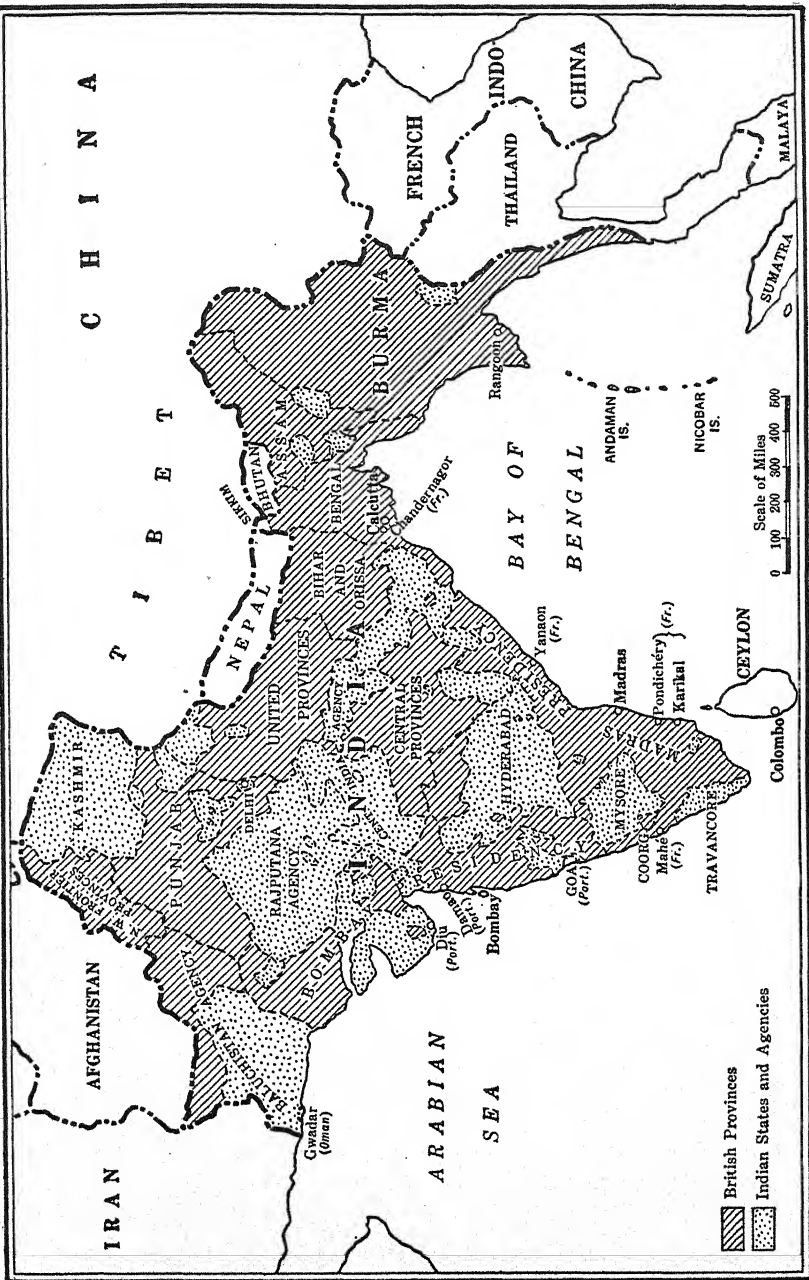 CHINA
TIBET
IRAN
AFGHANISTAN
KASHMIR
N.W. FRONTIER
PROVINCES
PUNJAB
BALUCHISTAN
AGENCY
DELHI
NEPAL
SIKKIM
BHUTAN
ASSAM
UNITED
PROVINCES
RAJPUTANA
AGENCY
BIHAR
AND
ORISSA
BENGAL
Calcutta
Chandernagor
(Fr.)
BURMA
Rangoon
FRENCH
INDO
CHINA
THAILAND
MALAYA
SUMATRA
INDIA
AGENCY
CENTRAL
PROVINCES
BOMBAY
PRESIDENCY
Gwadar
(Oman)
Diu
(Port.)
Damao
(Port.)
Bombay
HYDERABAD
GOA
(Port.)
MYSORE
COORG
Mahé
(Fr.)
TRAVANCORE
MADRAS
PRESIDENCY
Yanaon
(Fr.)
Madras
Pondichéry
Karikal
} (Fr.)
CEYLON
Colombo
ARABIAN
SEA
BAY OF
BENGAL
ANDAMAN
IS.
NICOBAR
IS.
Scale of Miles
0 100 200 300 400 500
British Provinces
Indian States and Agencies